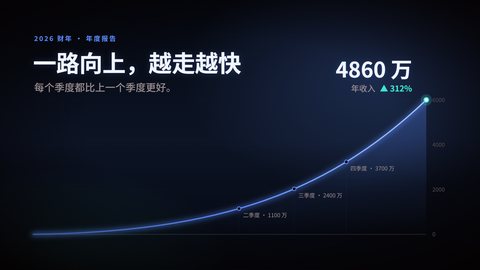 2026 财年 · 年度报告
一路向上，越走越快
每个季度都比上一个季度更好。
4860 万
年收入 ▲ 312%
6000
4000
2000
0
四季度 · 3700 万
三季度 · 2400 万
二季度 · 1100 万